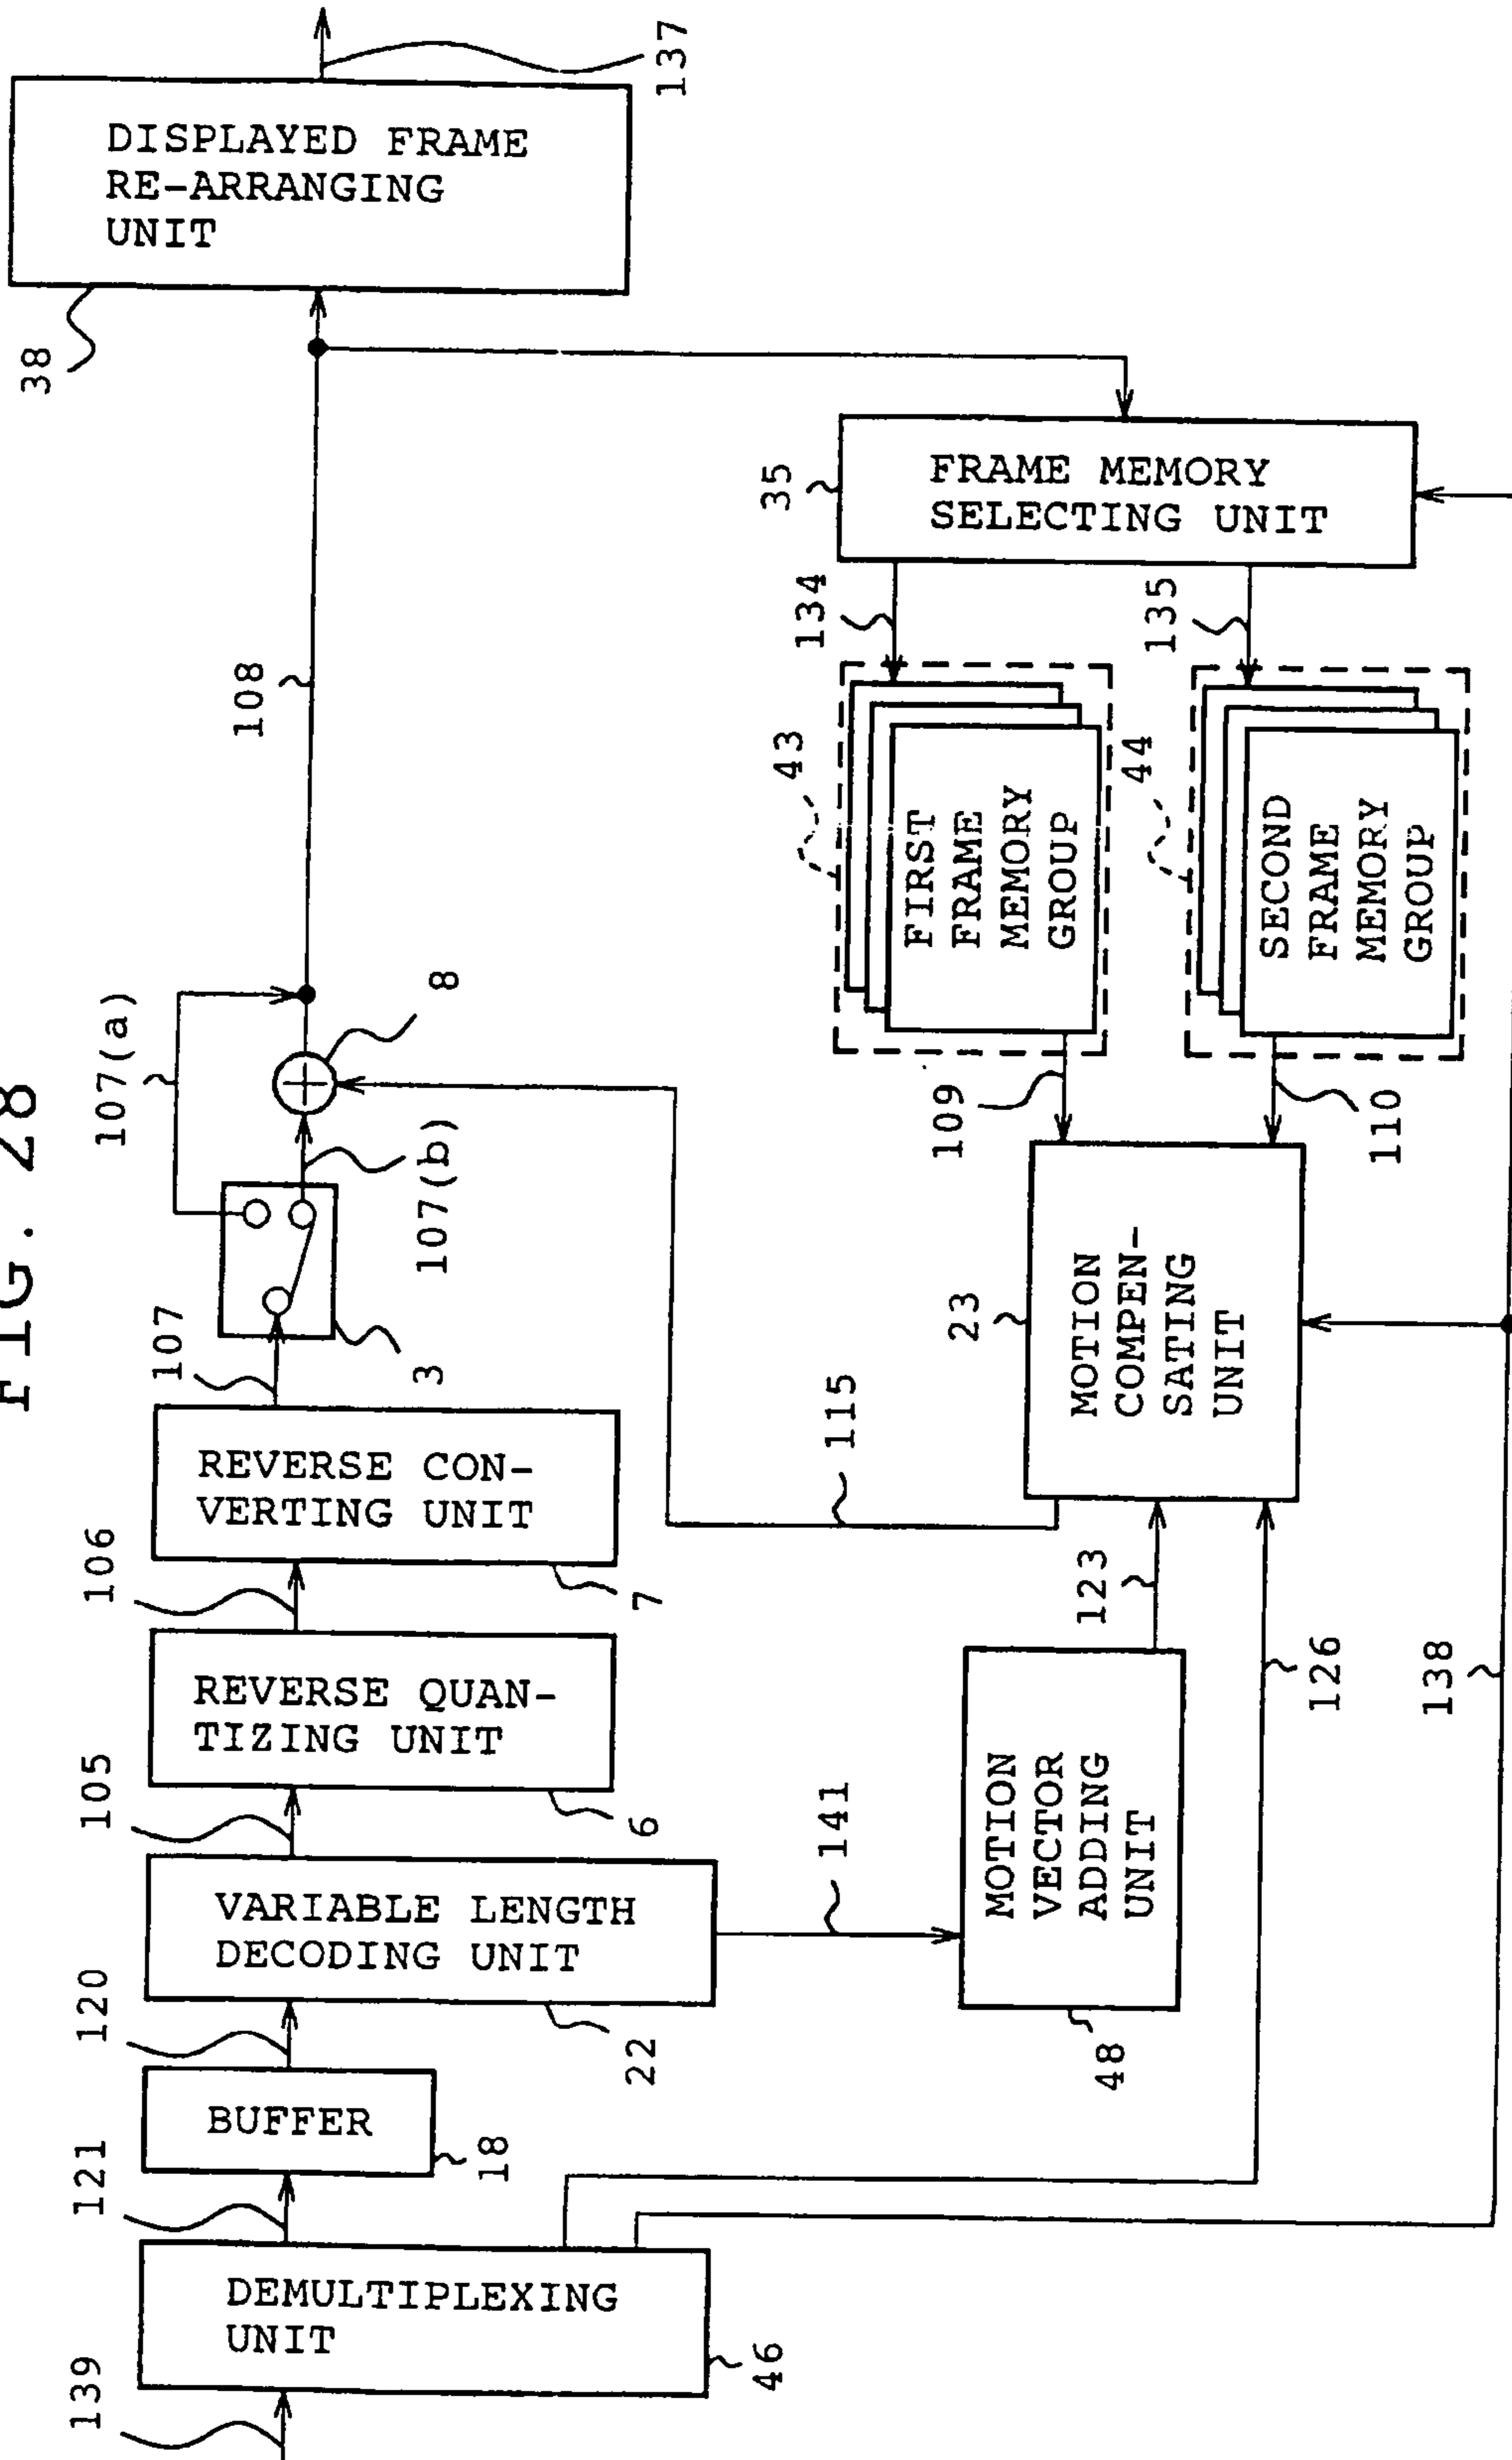 FIG. 28
139
DEMULTIPLEXING
UNIT
46
121
BUFFER
18
120
VARIABLE LENGTH
DECODING UNIT
22
105
REVERSE QUAN-
TIZING UNIT
6
106
REVERSE CON-
VERTING UNIT
7
107
3
107(a)
107(b)
8
108
DISPLAYED FRAME
RE-ARRANGING
UNIT
38
137
141
MOTION
VECTOR
ADDING
UNIT
48
123
126
138
115
23
MOTION
COMPEN-
SATING
UNIT
109
110
43
FIRST
FRAME
MEMORY
GROUP
44
SECOND
FRAME
MEMORY
GROUP
134
135
35
FRAME MEMORY
SELECTING UNIT